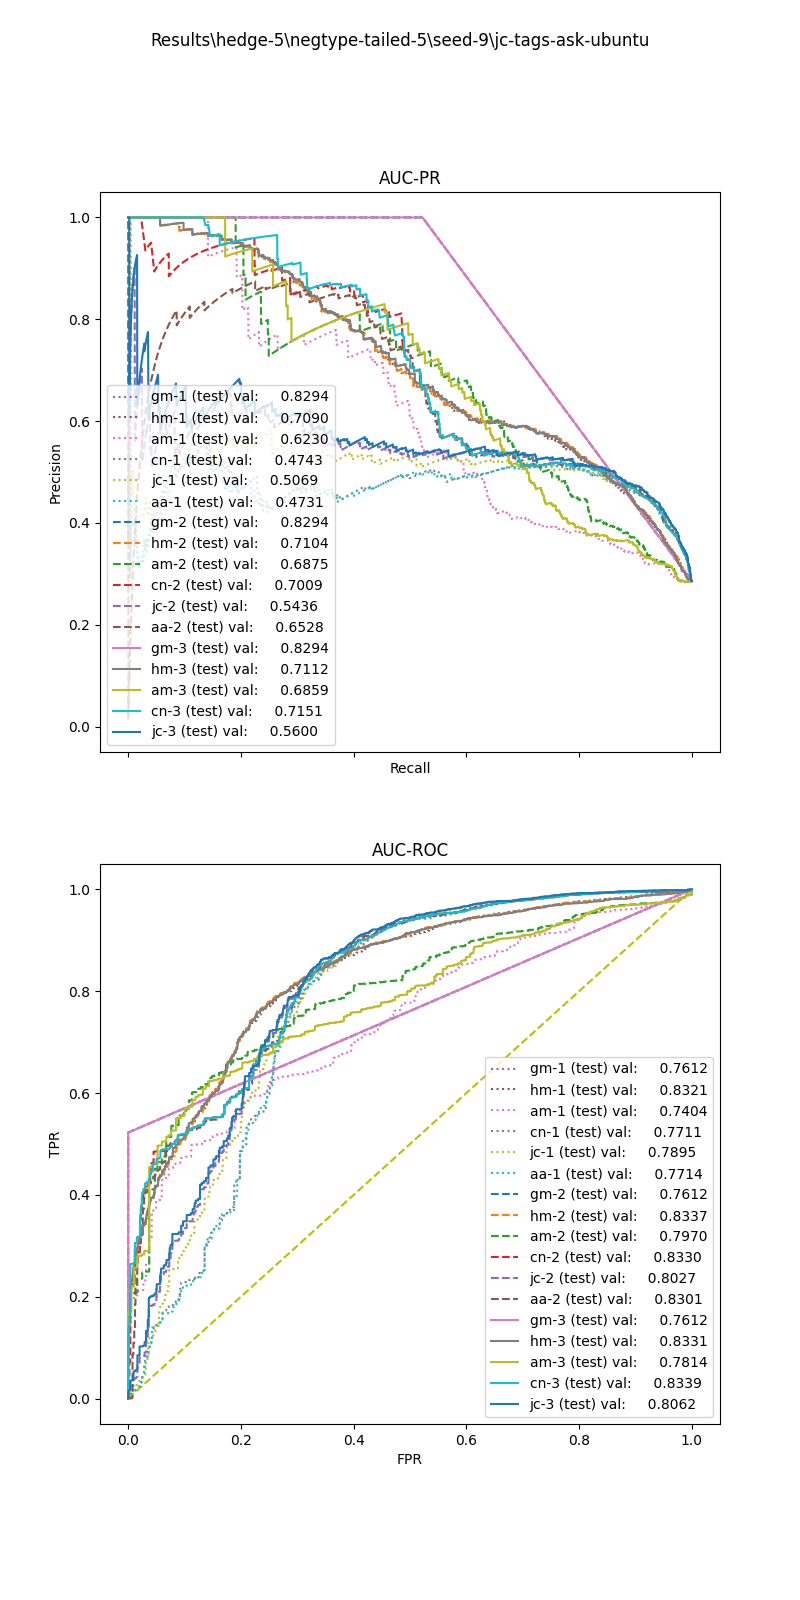 Results\hedge-5\negtype-tailed-5\seed-9\jc-tags-ask-ubuntu
AUC-PR
1.0
0.8
0.6
0.4
0.2
0.0
Precision
gm-1 (test) val: 0.8294
hm-1 (test) val: 0.7090
am-1 (test) val: 0.6230
cn-1 (test) val: 0.4743
jc-1 (test) val: 0.5069
aa-1 (test) val: 0.4731
gm-2 (test) val: 0.8294
hm-2 (test) val: 0.7104
am-2 (test) val: 0.6875
cn-2 (test) val: 0.7009
jc-2 (test) val: 0.5436
aa-2 (test) val: 0.6528
gm-3 (test) val: 0.8294
hm-3 (test) val: 0.7112
am-3 (test) val: 0.6859
cn-3 (test) val: 0.7151
jc-3 (test) val: 0.5600
Recall
AUC-ROC
1.0
0.8
0.6
0.4
0.2
0.0
TPR
gm-1 (test) val: 0.7612
hm-1 (test) val: 0.8321
am-1 (test) val: 0.7404
cn-1 (test) val: 0.7711
jc-1 (test) val: 0.7895
aa-1 (test) val: 0.7714
gm-2 (test) val: 0.7612
hm-2 (test) val: 0.8337
am-2 (test) val: 0.7970
cn-2 (test) val: 0.8330
jc-2 (test) val: 0.8027
aa-2 (test) val: 0.8301
gm-3 (test) val: 0.7612
hm-3 (test) val: 0.8331
am-3 (test) val: 0.7814
cn-3 (test) val: 0.8339
jc-3 (test) val: 0.8062
0.0 0.2 0.4 0.6 0.8 1.0
FPR